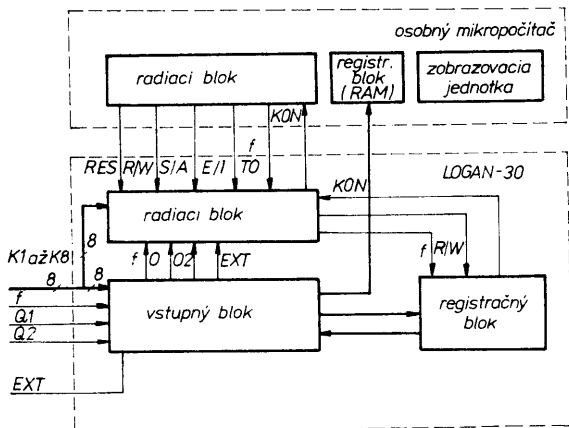 osobný mikropočítač
radiaci blok
registr. blok (RAM)
zobrazovacia jednotka
RES R/W S/A E/I f TO KON
LOGAN-30
KON
radiaci blok
f R/W
K1 až K8
8
8 8
f O O2 EXT
f
Q1
Q2
EXT
vstupný blok
registračný blok